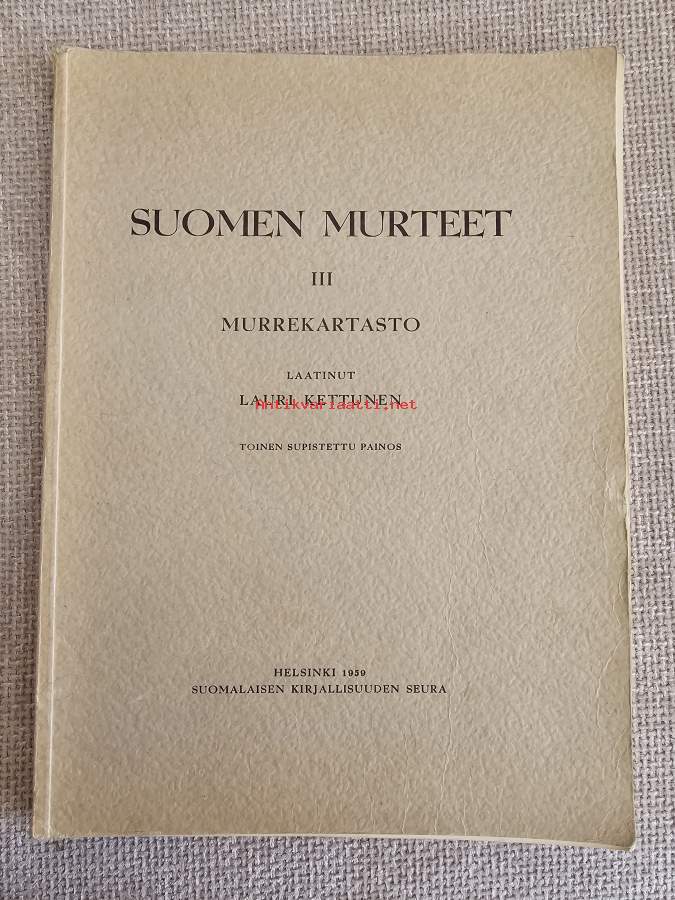 SUOMEN MURTEET
III
MURREKARTASTO
LAATINUT
LAURI KETTUNEN
Antikvariaatti.net
TOINEN SUPISTETTU PAINOS
HELSINKI 1959
SUOMALAISEN KIRJALLISUUDEN SEURA